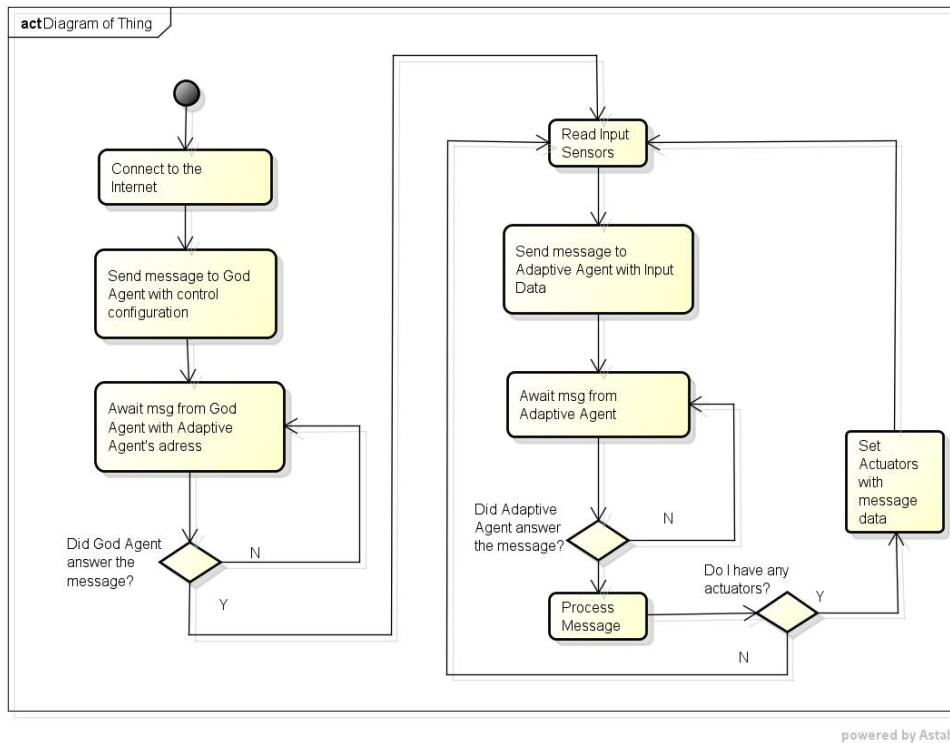 act Diagram of Thing
Connect to the
Internet
Send message to God
Agent with control
configuration
Await msg from God
Agent with Adaptive
Agent's adress
Did God Agent
answer the
message?
N
Y
Read Input
Sensors
Send message to
Adaptive Agent with Input
Data
Await msg from
Adaptive Agent
Did Adaptive
Agent answer
the message?
N
Process
Message
Do I have any
actuators?
Y
N
Set
Actuators
with
message
data
powered by Asta